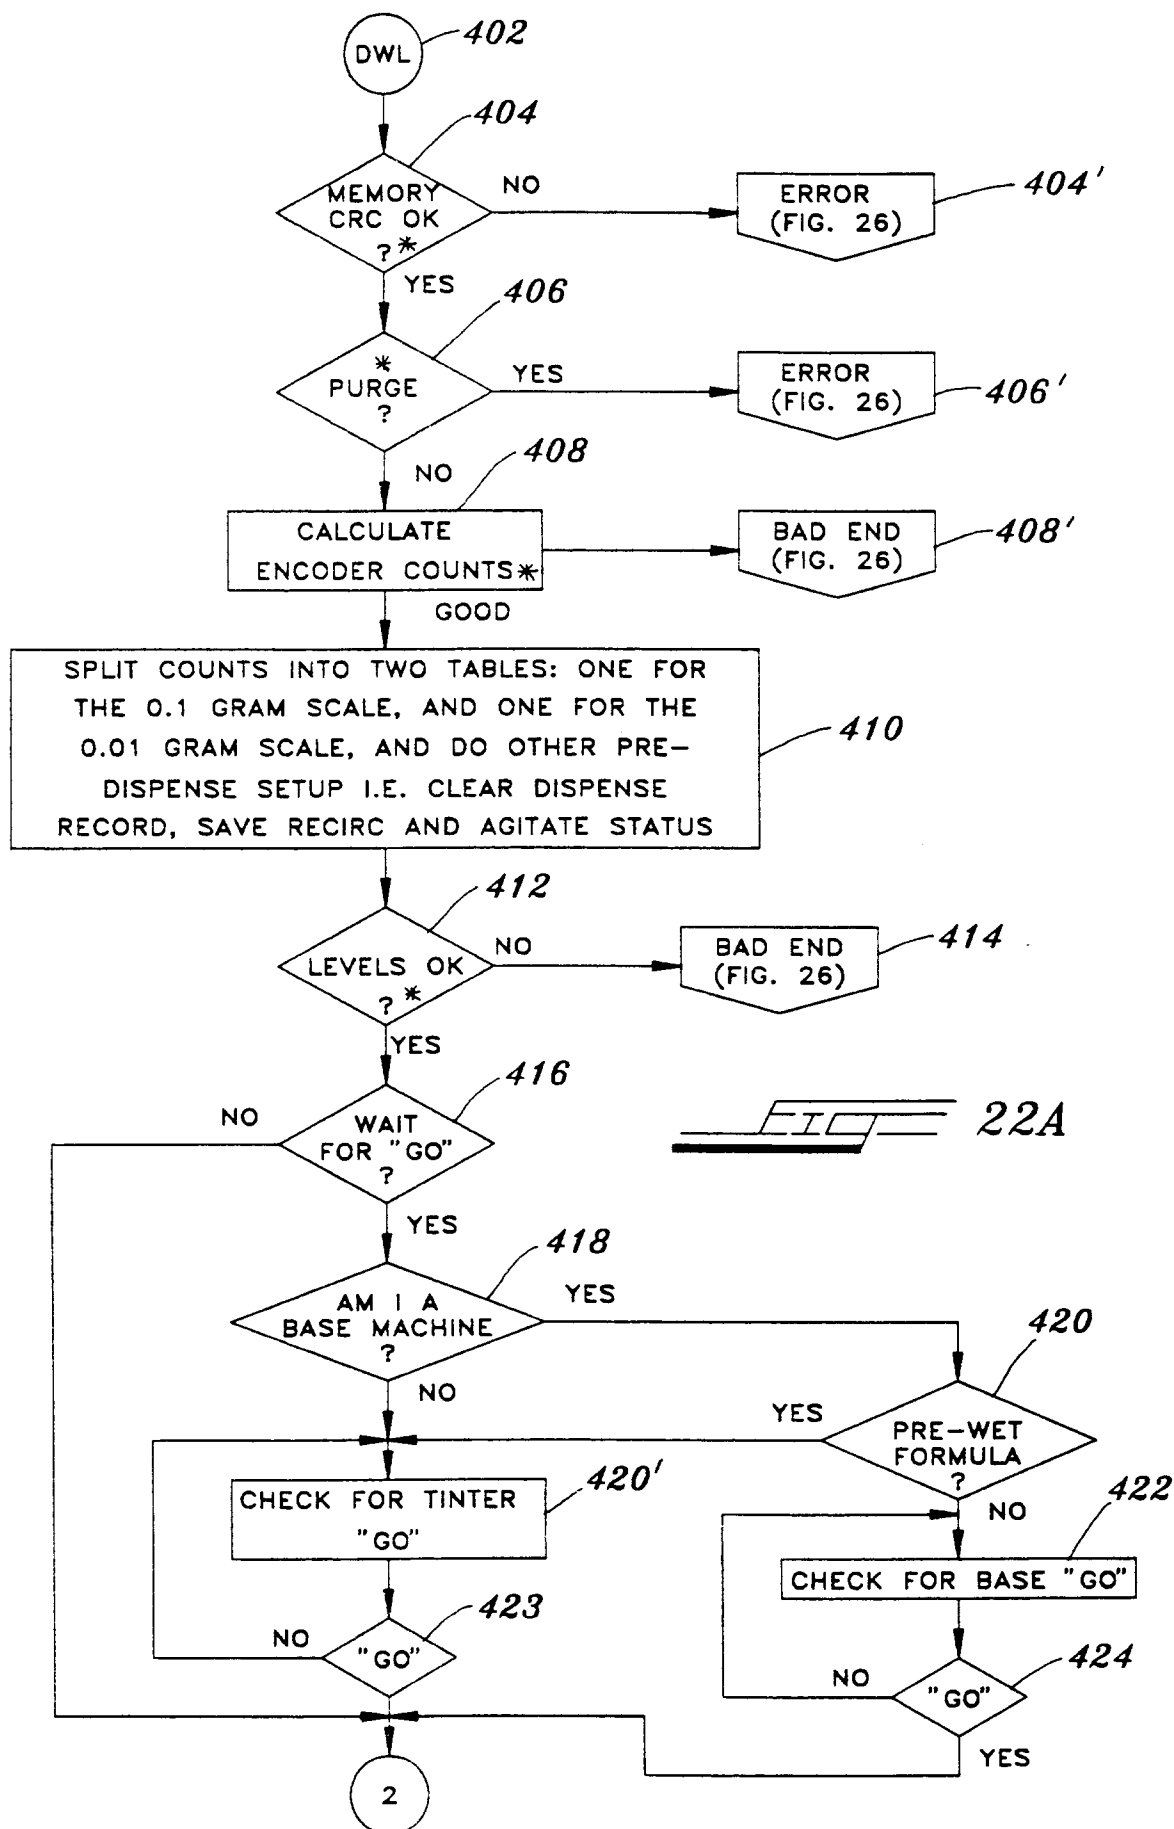 DWL
402
404
MEMORY
CRC OK
?*
NO
ERROR
(FIG. 26)
404'
YES
406
*
PURGE
?
YES
ERROR
(FIG. 26)
406'
NO
408
CALCULATE
ENCODER COUNTS*
BAD END
(FIG. 26)
408'
GOOD
SPLIT COUNTS INTO TWO TABLES: ONE FOR
THE 0.1 GRAM SCALE, AND ONE FOR THE
0.01 GRAM SCALE, AND DO OTHER PRE-
DISPENSE SETUP I.E. CLEAR DISPENSE
RECORD, SAVE RECIRC AND AGITATE STATUS
410
412
LEVELS OK
?*
NO
BAD END
(FIG. 26)
414
YES
416
NO
WAIT
FOR "GO"
?
FIG 22A
YES
418
AM I A
BASE MACHINE
?
YES
420
NO
YES
PRE-WET
FORMULA
?
CHECK FOR TINTER
"GO"
420'
NO
422
CHECK FOR BASE "GO"
423
NO
"GO"
424
NO
"GO"
YES
2